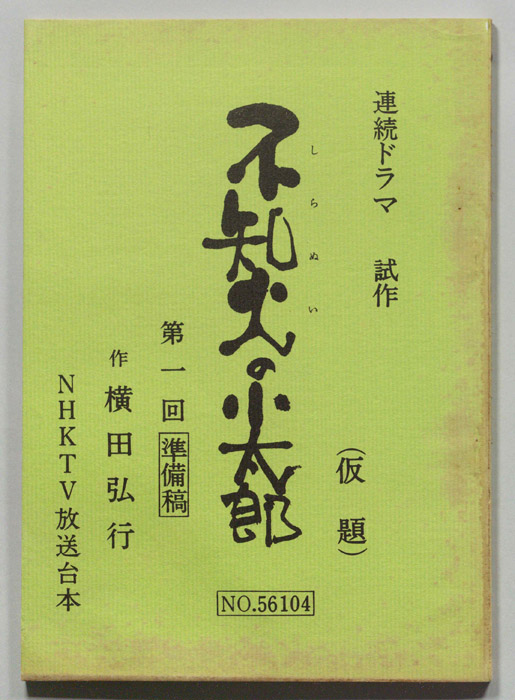 連続ドラマ 試作
(仮題)
しらぬい
不知火の小太郎
第一回 準備稿
作 横田弘行
NHKTV放送台本
NO.56104